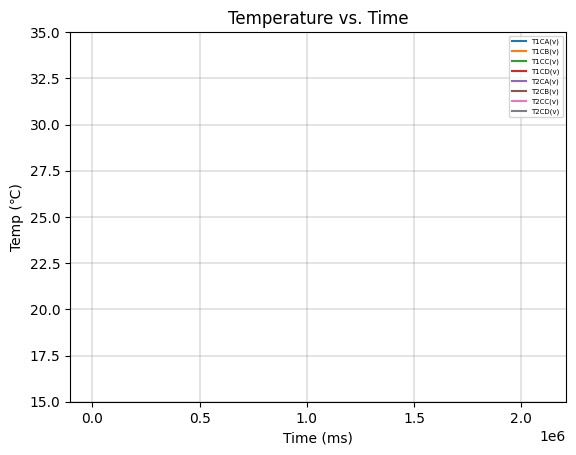 Temperature vs. Time
35.0
32.5
30.0
27.5
25.0
22.5
20.0
17.5
15.0
Temp (℃)
T1CA(v)
T1CB(v)
T1CC(v)
T1CD(v)
T2CA(v)
T2CB(v)
T2CC(v)
T2CD(v)
0.0 0.5 1.0 1.5 2.0
1e6
Time (ms)